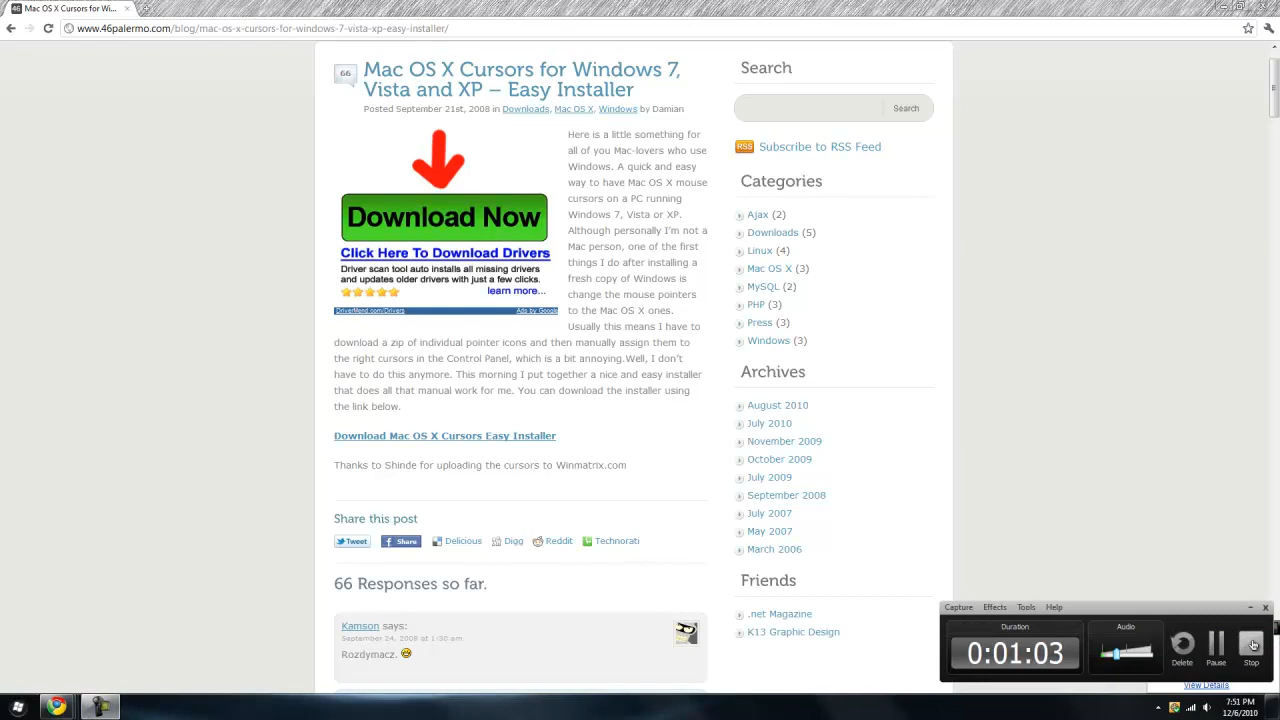 46 Mac OS X Cursors for Wi...
www.46palermo.com/blog/mac-os-x-cursors-for-windows-7-vista-xp-easy-installer/
66
Mac OS X Cursors for Windows 7,
Vista and XP – Easy Installer
Posted September 21st, 2008 in Downloads, Mac OS X, Windows by Damian
Download Now
Click Here To Download Drivers
Driver scan tool auto installs all missing drivers
and updates older drivers with just a few clicks.
learn more...
DriverMend.com/Drivers
Ads by Google
Here is a little something for
all of you Mac-lovers who use
Windows. A quick and easy
way to have Mac OS X mouse
cursors on a PC running
Windows 7, Vista or XP.
Although personally I'm not a
Mac person, one of the first
things I do after installing a
fresh copy of Windows is
change the mouse pointers
to the Mac OS X ones.
Usually this means I have to
download a zip of individual pointer icons and then manually assign them to
the right cursors in the Control Panel, which is a bit annoying.Well, I don't
have to do this anymore. This morning I put together a nice and easy installer
that does all that manual work for me. You can download the installer using
the link below.
Download Mac OS X Cursors Easy Installer
Thanks to Shinde for uploading the cursors to Winmatrix.com
Share this post
Tweet
Share
Delicious
Digg
Reddit
Technorati
66 Responses so far.
Kamson says:
September 24, 2008 at 1:30 am
Rozdymacz.
Search
Search
RSS Subscribe to RSS Feed
Categories
Ajax (2)
Downloads (5)
Linux (4)
Mac OS X (3)
MySQL (2)
PHP (3)
Press (3)
Windows (3)
Archives
August 2010
July 2010
November 2009
October 2009
July 2009
September 2008
July 2007
May 2007
March 2006
Friends
.net Magazine
K13 Graphic Design
Capture Effects Tools Help
Duration
0:01:03
Audio
Delete
Pause
Stop
View Details
7:51 PM
12/6/2010